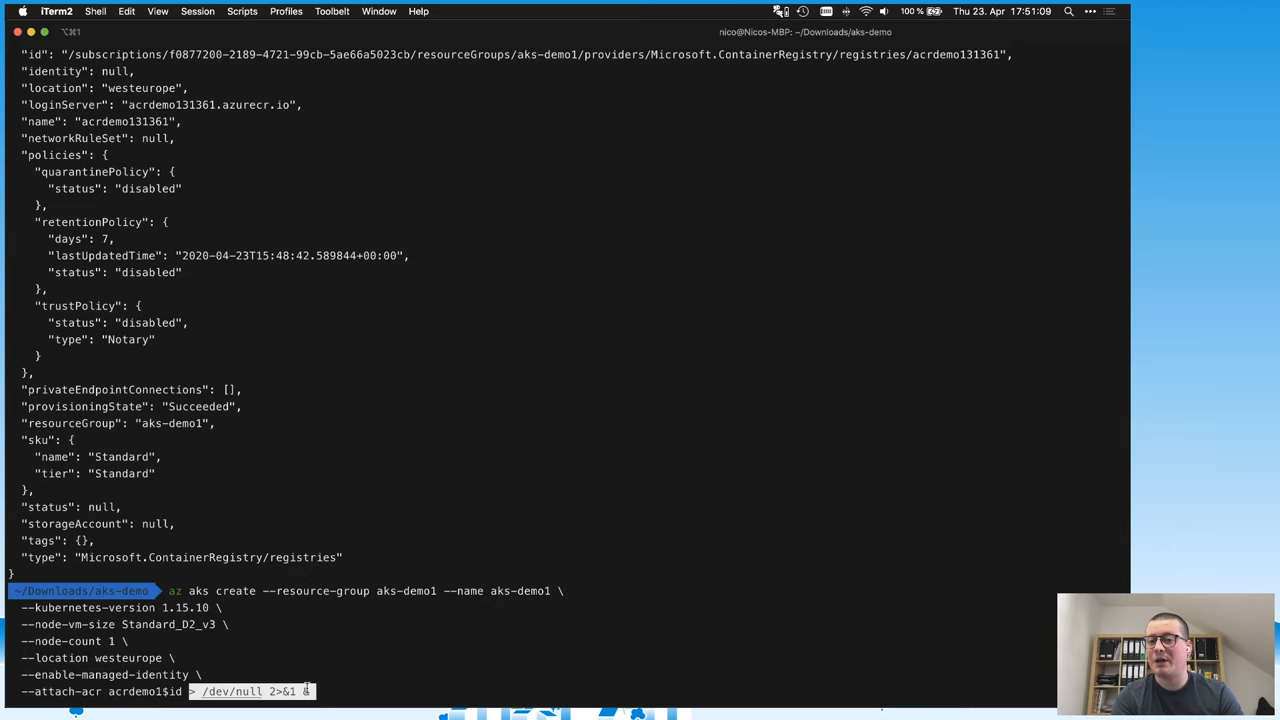 iTerm2 Shell Edit View Session Scripts Profiles Toolbelt Window Help 100 % Thu 23. Apr 17:51:09
⌥⌘1 nico@Nicos-MBP: ~/Downloads/aks-demo
"id": "/subscriptions/f0877200-2189-4721-99cb-5ae66a5023cb/resourceGroups/aks-demo1/providers/Microsoft.ContainerRegistry/registries/acrdemo131361",
"identity": null,
"location": "westeurope",
"loginServer": "acrdemo131361.azurecr.io",
"name": "acrdemo131361",
"networkRuleSet": null,
"policies": {
"quarantinePolicy": {
"status": "disabled"
},
"retentionPolicy": {
"days": 7,
"lastUpdatedTime": "2020-04-23T15:48:42.589844+00:00",
"status": "disabled"
},
"trustPolicy": {
"status": "disabled",
"type": "Notary"
}
},
"privateEndpointConnections": [],
"provisioningState": "Succeeded",
"resourceGroup": "aks-demo1",
"sku": {
"name": "Standard",
"tier": "Standard"
},
"status": null,
"storageAccount": null,
"tags": {},
"type": "Microsoft.ContainerRegistry/registries"
}
~/Downloads/aks-demo az aks create --resource-group aks-demo1 --name aks-demo1 \
--kubernetes-version 1.15.10 \
--node-vm-size Standard_D2_v3 \
--node-count 1 \
--location westeurope \
--enable-managed-identity \
--attach-acr acrdemo1$id > /dev/null 2>&1 &